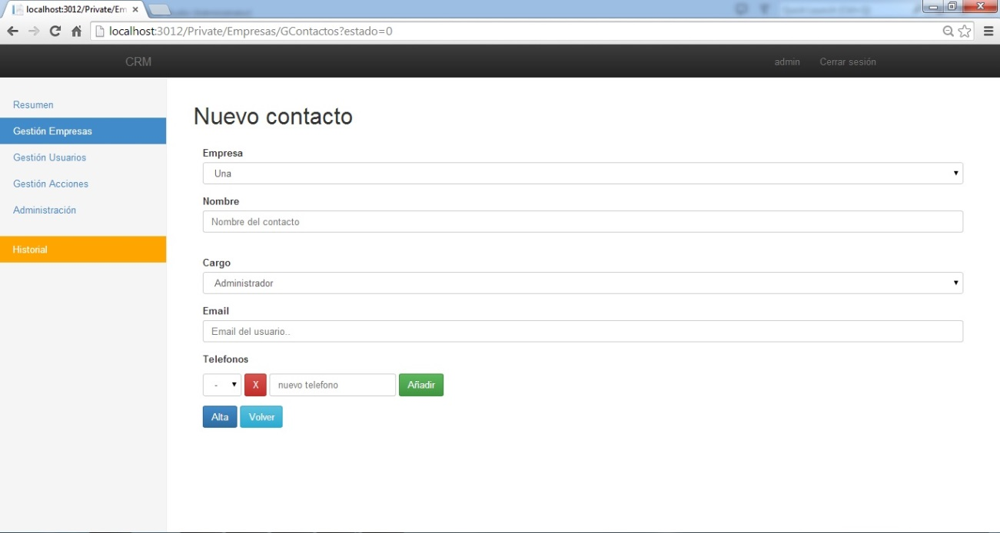 localhost:3012/Private/Em
localhost:3012/Private/Empresas/GContactos?estado=0
CRM
admin
Cerrar sesión
Resumen
Gestión Empresas
Gestión Usuarios
Gestión Acciones
Administración
Historial
Nuevo contacto
Empresa
Una
Nombre
Nombre del contacto
Cargo
Administrador
Email
Email del usuario..
Telefonos
- X nuevo telefono Añadir
Alta Volver